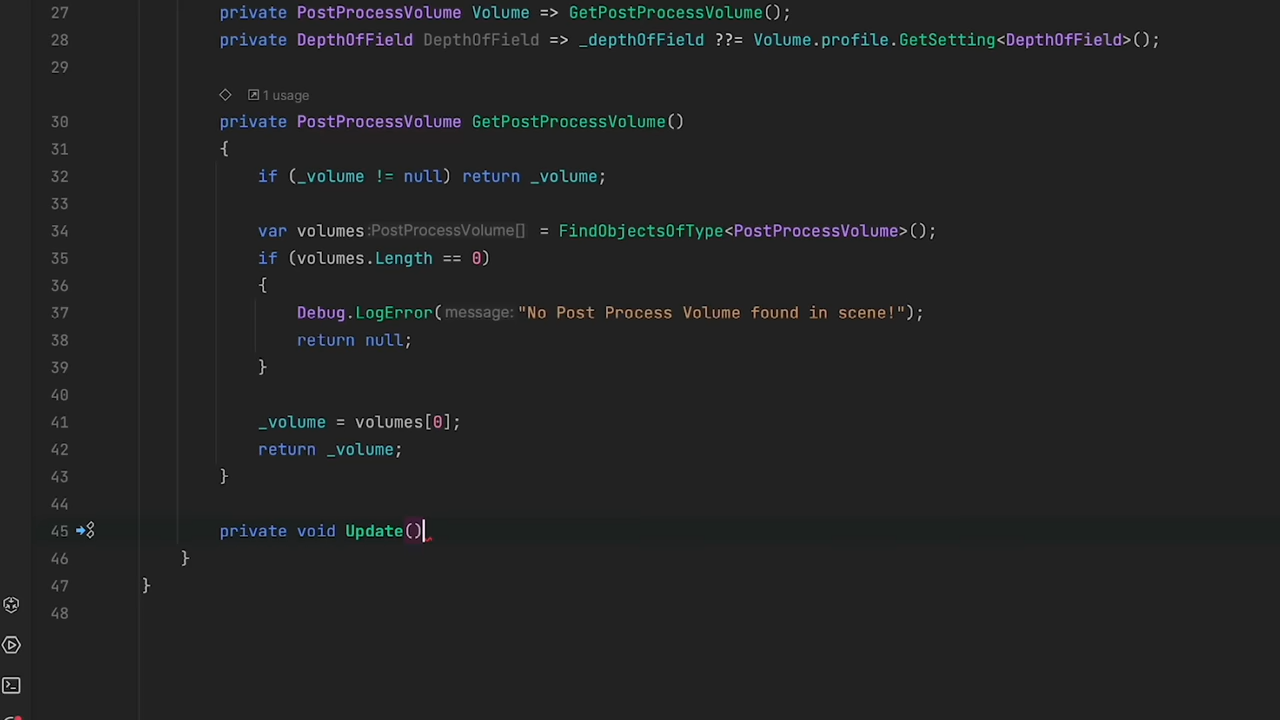 27 private PostProcessVolume Volume => GetPostProcessVolume();
28 private DepthOfField DepthOfField => _depthOfField ??= Volume.profile.GetSetting<DepthOfField>();
29
1 usage
30 private PostProcessVolume GetPostProcessVolume()
31 {
32 if (_volume != null) return _volume;
33
34 var volumes:PostProcessVolume[] = FindObjectsOfType<PostProcessVolume>();
35 if (volumes.Length == 0)
36 {
37 Debug.LogError(message:"No Post Process Volume found in scene!");
38 return null;
39 }
40
41 _volume = volumes[0];
42 return _volume;
43 }
44
45 private void Update()
46 }
47 }
48